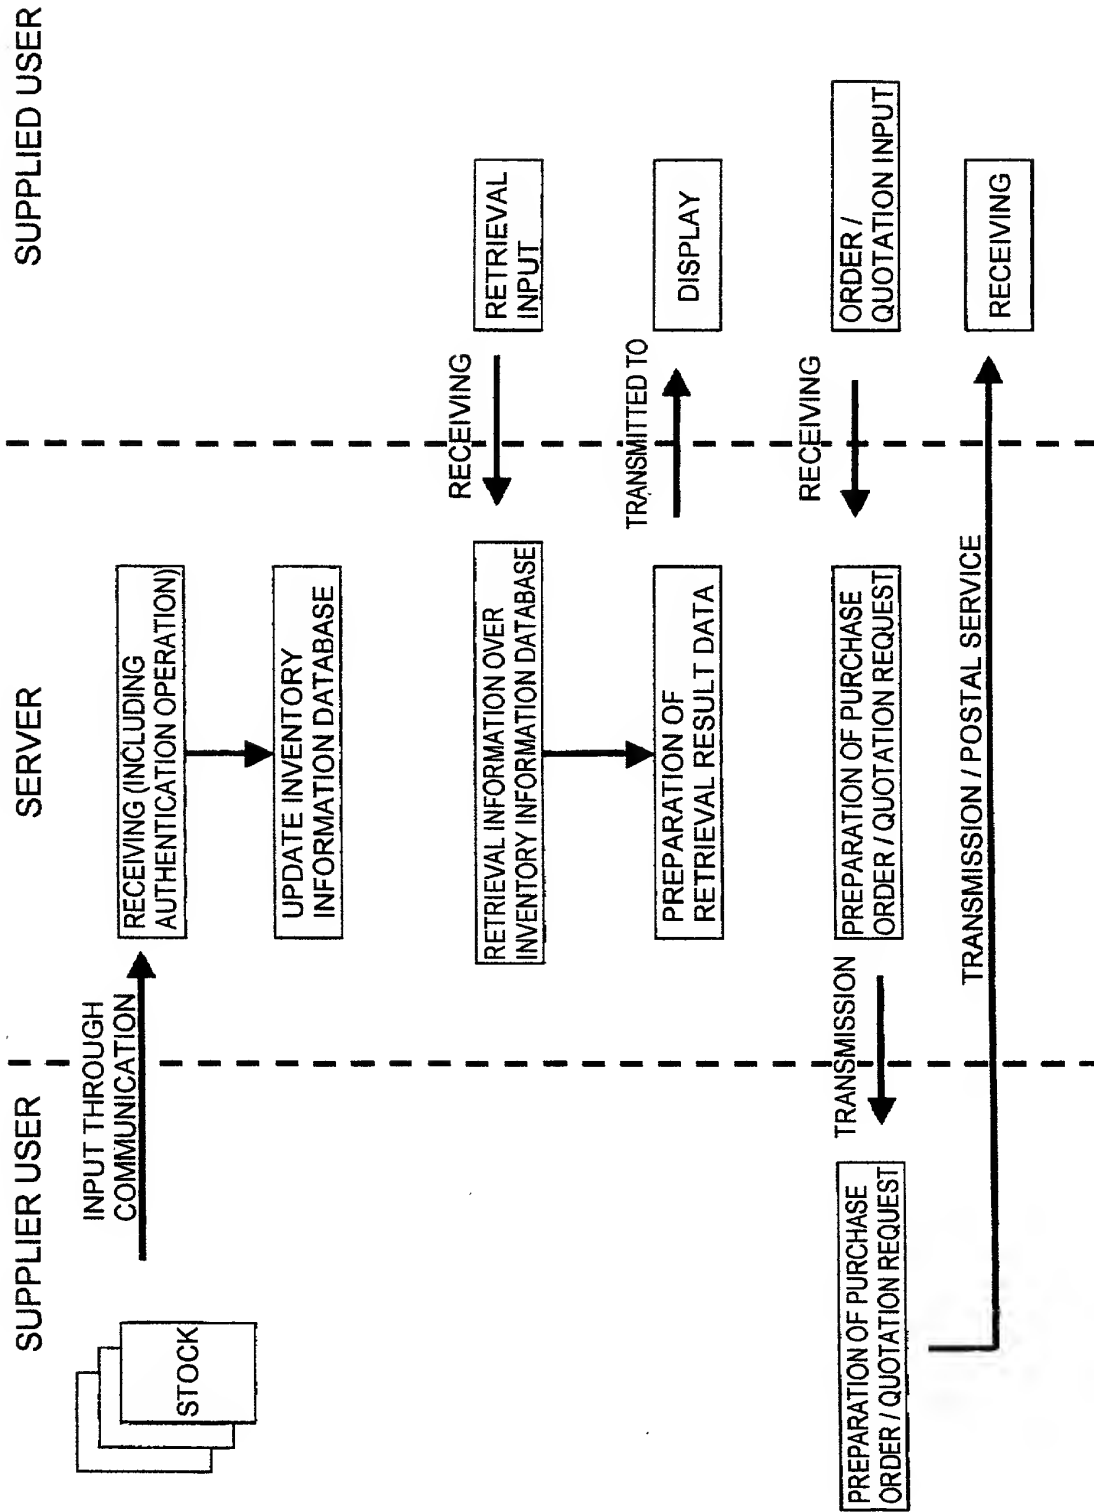 SUPPLIER USER
SERVER
SUPPLIED USER
STOCK
INPUT THROUGH
COMMUNICATION
RECEIVING (INCLUDING
AUTHENTICATION OPERATION)
UPDATE INVENTORY
INFORMATION DATABASE
RETRIEVAL
INPUT
RECEIVING
RETRIEVAL INFORMATION OVER
INVENTORY INFORMATION DATABASE
PREPARATION OF
RETRIEVAL RESULT DATA
TRANSMITTED TO
DISPLAY
ORDER /
QUOTATION INPUT
RECEIVING
PREPARATION OF PURCHASE
ORDER / QUOTATION REQUEST
TRANSMISSION
PREPARATION OF PURCHASE
ORDER / QUOTATION REQUEST
TRANSMISSION / POSTAL SERVICE
RECEIVING